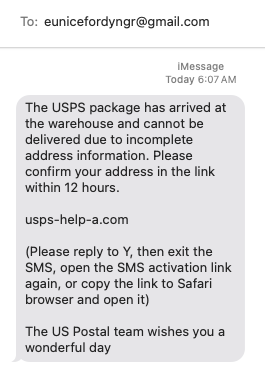 To: eunicefordyngr@gmail.com
iMessage
Today 6:07 AM
The USPS package has arrived at
the warehouse and cannot be
delivered due to incomplete
address information. Please
confirm your address in the link
within 12 hours.
usps-help-a.com
(Please reply to Y, then exit the
SMS, open the SMS activation link
again, or copy the link to Safari
browser and open it)
The US Postal team wishes you a
wonderful day